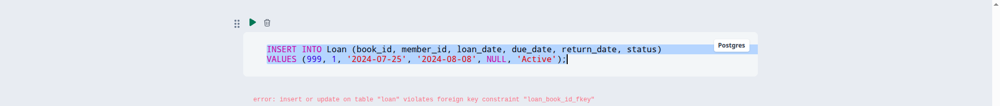 INSERT INTO Loan (book_id, member_id, loan_date, due_date, return_date, status)
Postgres
VALUES (999, 1, '2024-07-25', '2024-08-08', NULL, 'Active');
error: insert or update on table "loan" violates foreign key constraint "loan_book_id_fkey"